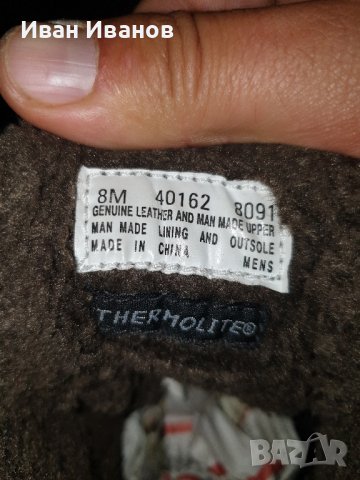 Иван Иванов
8M 40162 8091
GENUINE LEATHER AND MAN MADE UPPER
MAN MADE LINING AND OUTSOLE
MADE IN CHINA MENS
THERMOLITE®
BAZAR